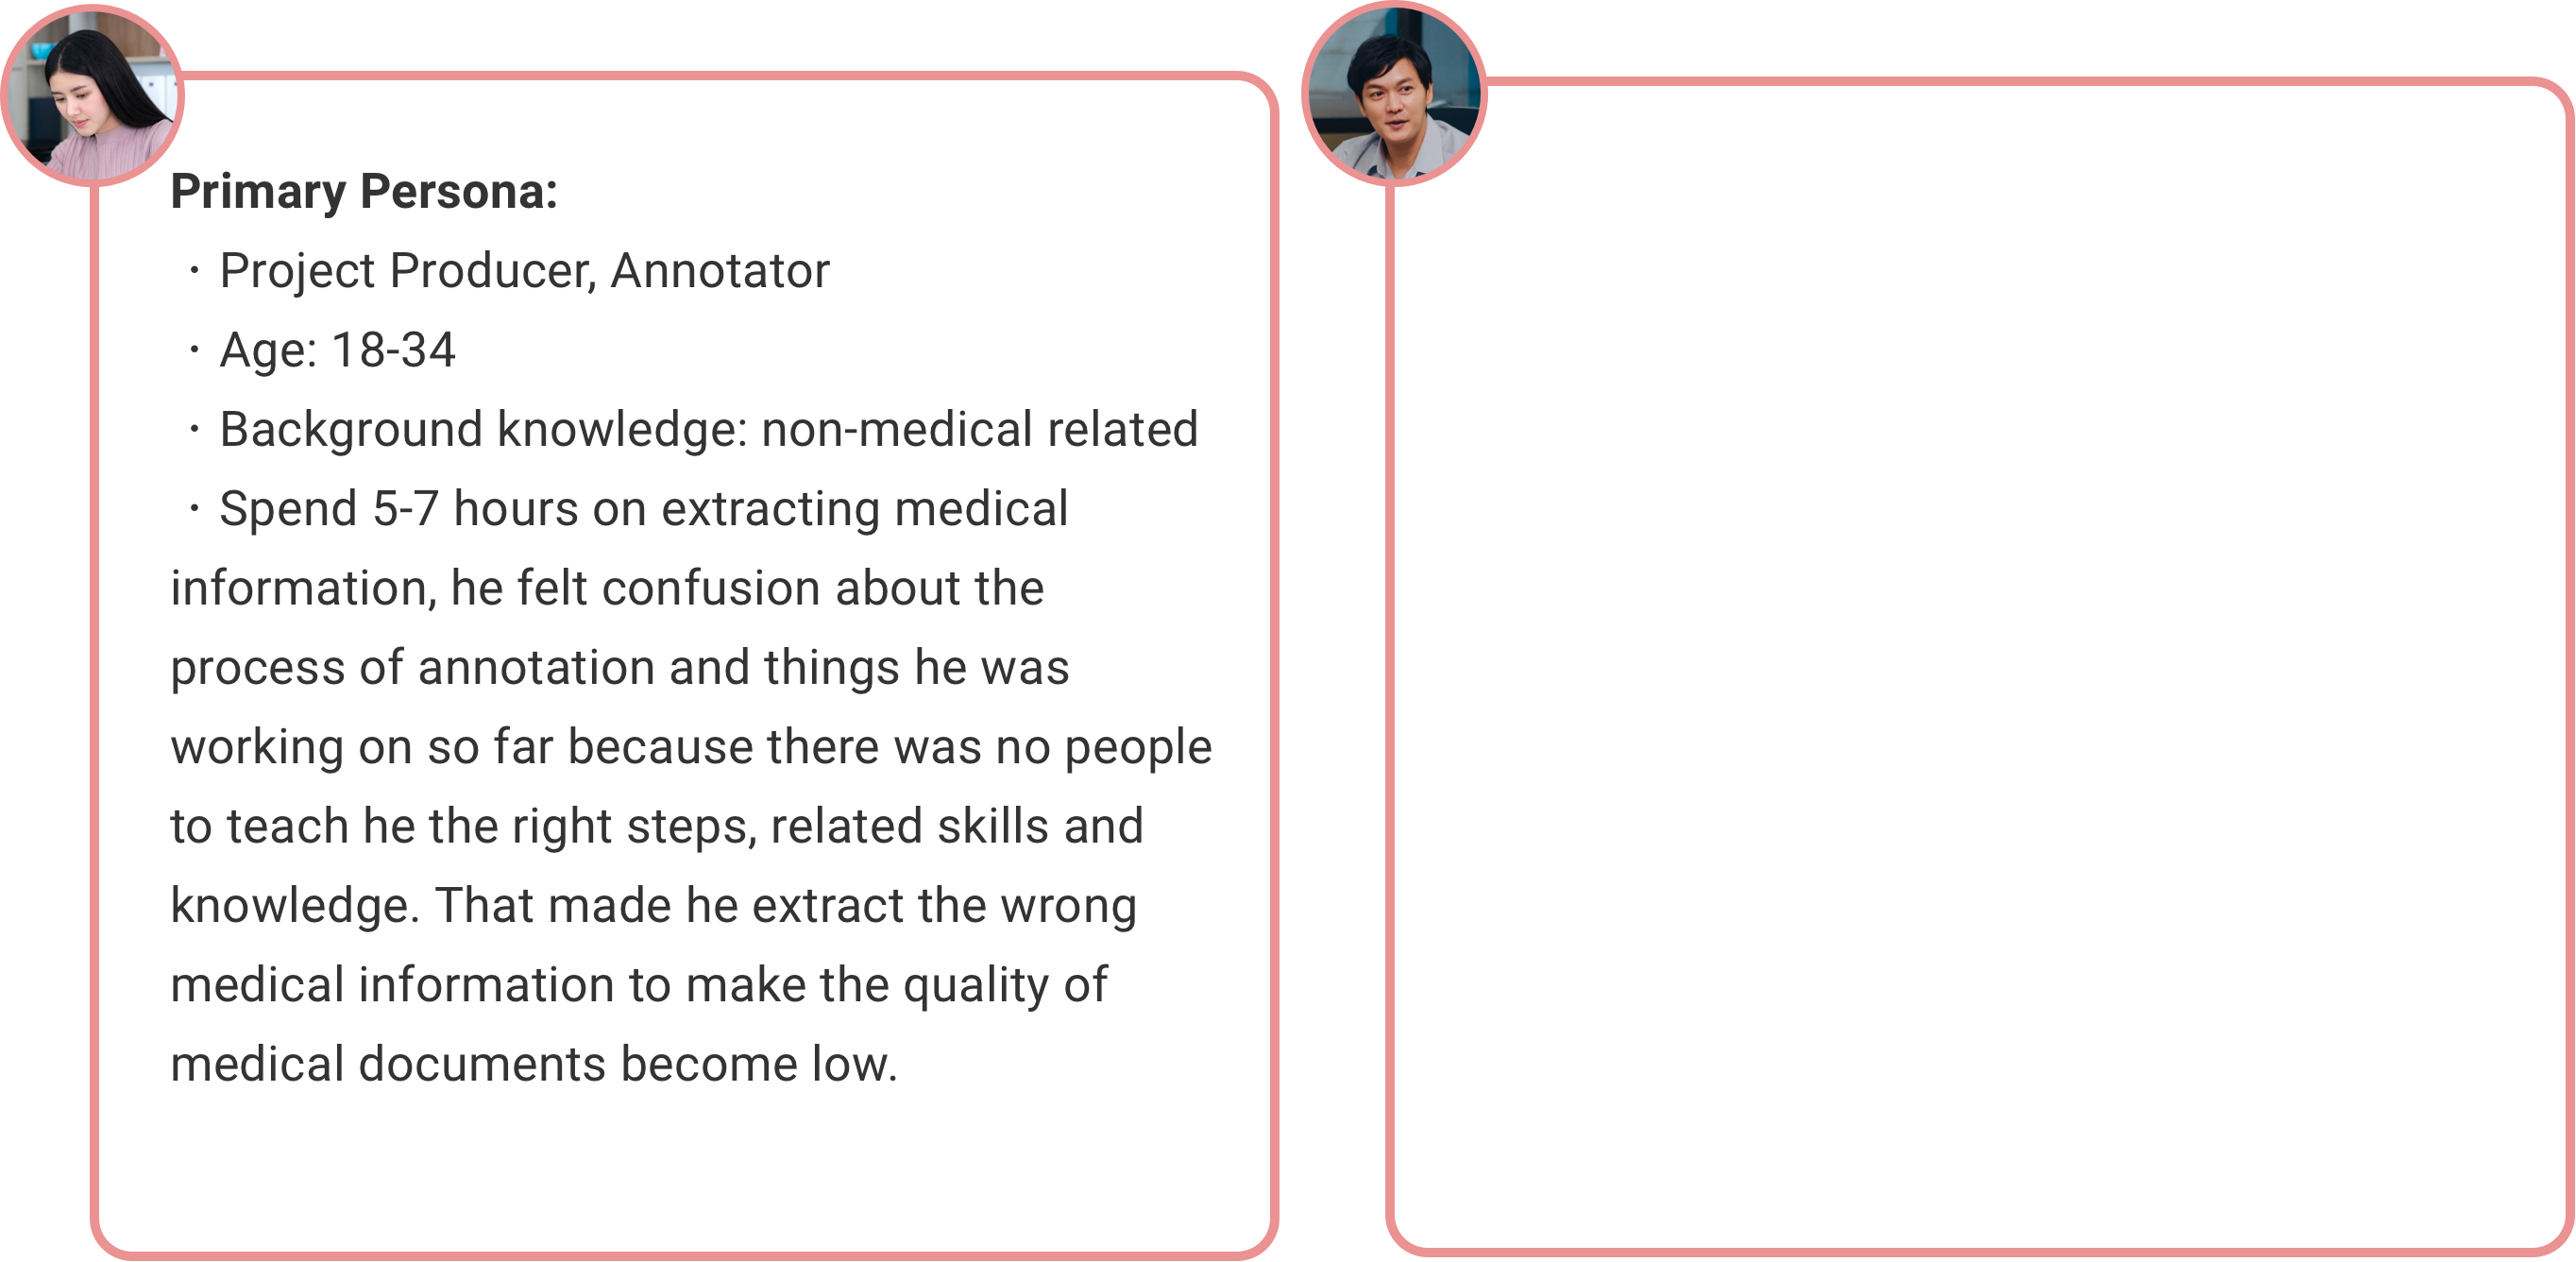 Primary Persona:
・Project Producer, Annotator
・Age: 18-34
・Background knowledge: non-medical related
・Spend 5-7 hours on extracting medical
information, he felt confusion about the
process of annotation and things he was
working on so far because there was no people
to teach he the right steps, related skills and
knowledge. That made he extract the wrong
medical information to make the quality of
medical documents become low.